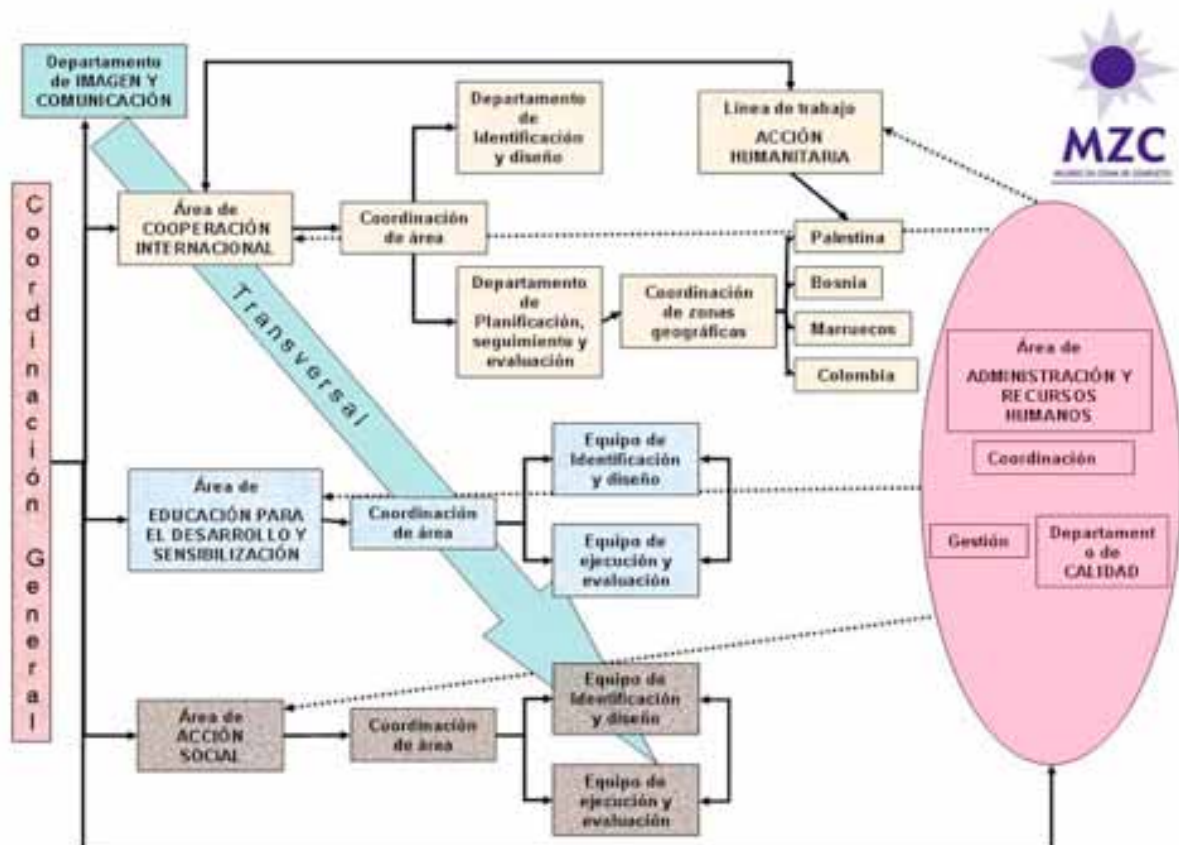 Departamento
de IMAGEN Y
COMUNICACIÓN
Departamento
de
Identificación
y diseño
Línea de trabajo
ACCIÓN
HUMANITARIA
MZC
Coordinación General
Área de
COOPERACIÓN
INTERNACIONAL
Coordinación
de área
Departamento
de
Planificación,
seguimiento y
evaluación
Coordinación
de zonas
geográficas
Palestina
Bosnia
Marruecos
Colombia
Transversal
Área de
ADMINISTRACIÓN Y
RECURSOS
HUMANOS
Coordinación
Gestión
Departament
o de
CALIDAD
Área de
EDUCACIÓN PARA
EL DESARROLLO Y
SENSIBILIZACIÓN
Coordinación
de área
Equipo de
Identificación
y diseño
Equipo de
ejecución y
evaluación
Área de
ACCIÓN
SOCIAL
Coordinación
de área
Equipo de
Identificación
y diseño
Equipo de
ejecución y
evaluación